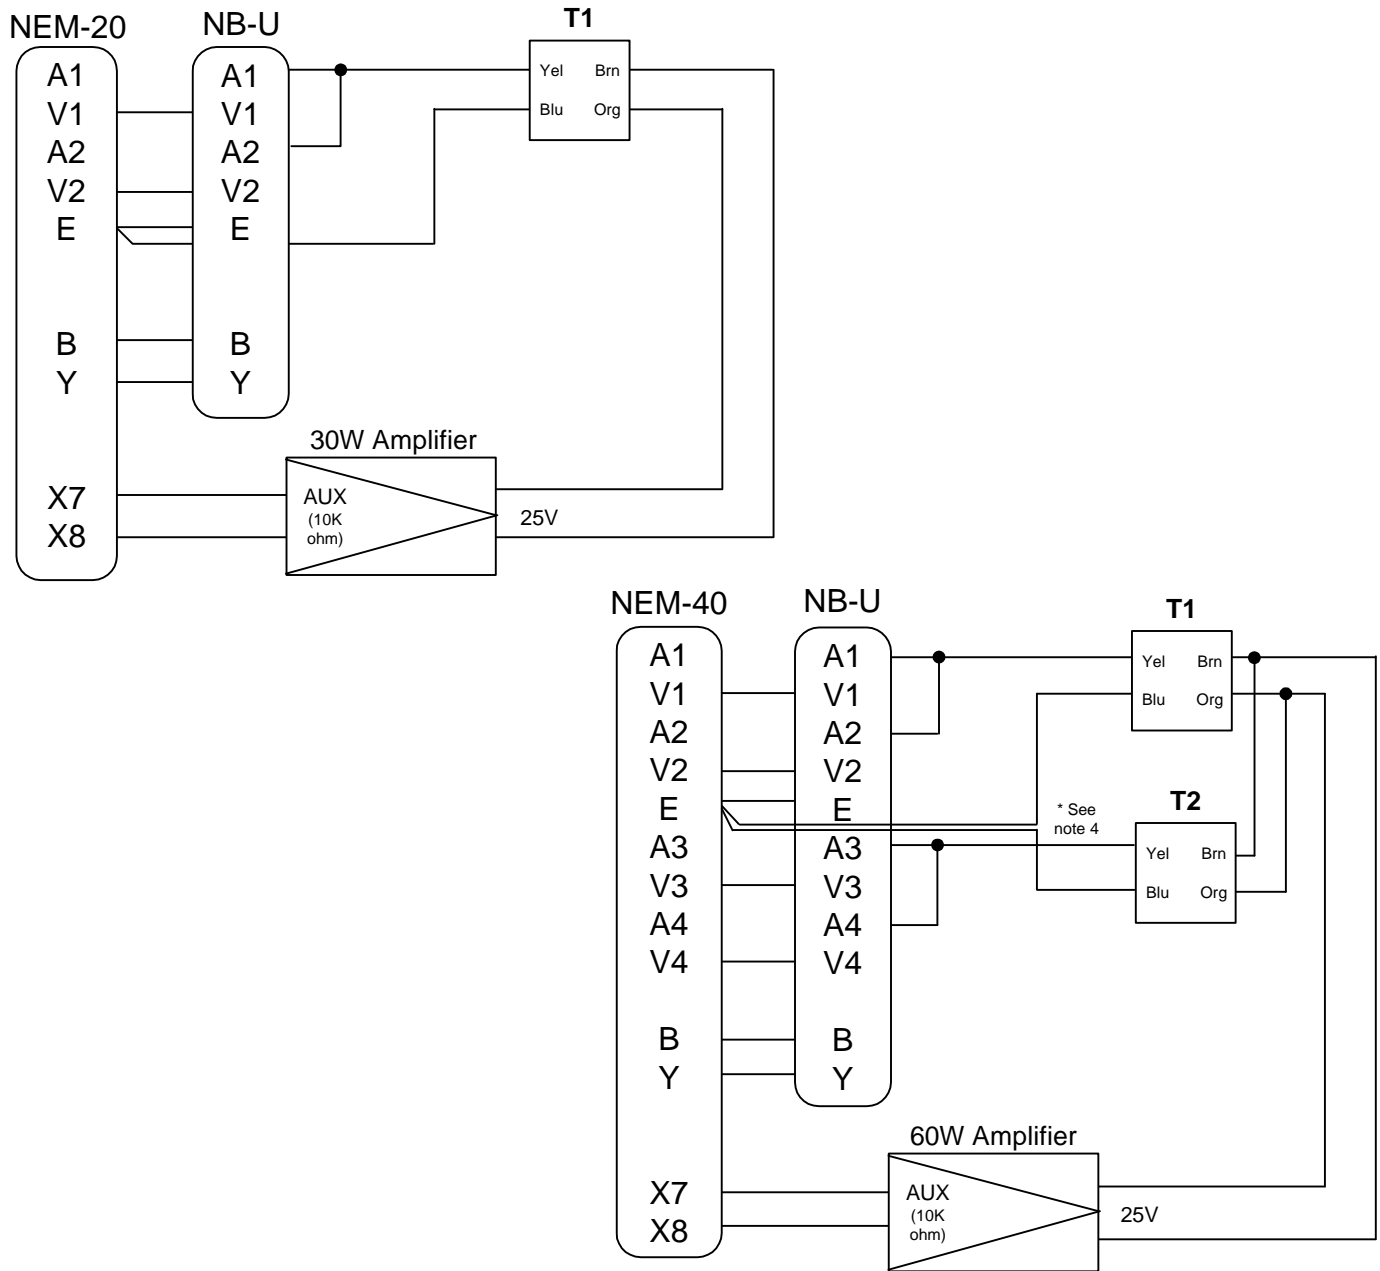 NEM-20
A1
V1
A2
V2
E
B
Y
X7
X8
NB-U
A1
V1
A2
V2
E
B
Y
T1
Yel Brn
Blu Org
30W Amplifier
AUX
(10K
ohm)
25V
NEM-40
A1
V1
A2
V2
E
A3
V3
A4
V4
B
Y
X7
X8
NB-U
A1
V1
A2
V2
E
A3
V3
A4
V4
B
Y
T1
Yel Brn
Blu Org
* See
note 4
T2
Yel Brn
Blu Org
60W Amplifier
AUX
(10K
ohm)
25V